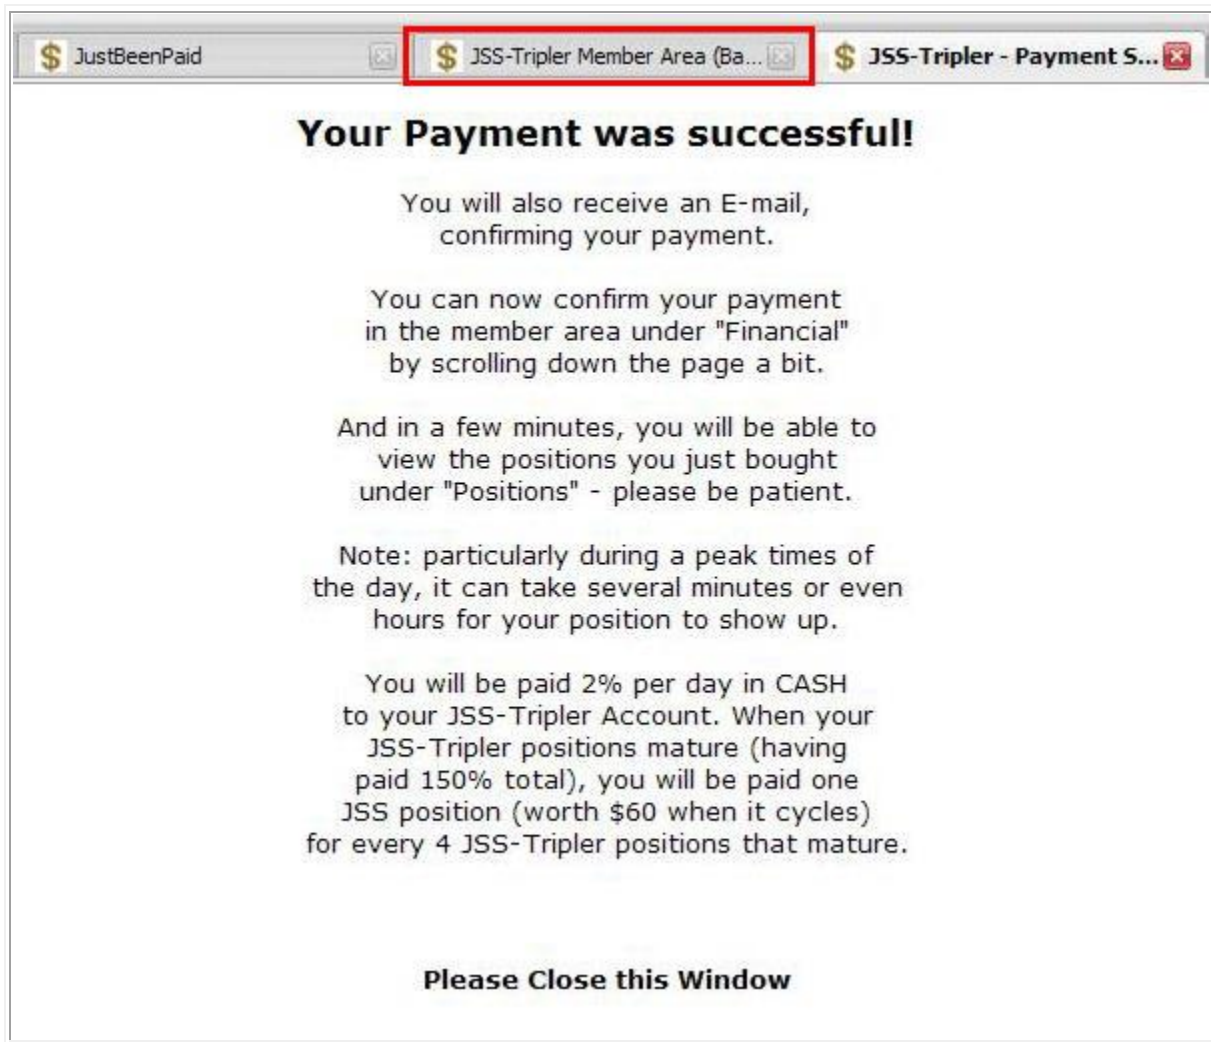 JustBeenPaid
JSS-Tripler Member Area (Ba...
JSS-Tripler - Payment S...
Your Payment was successful!
You will also receive an E-mail,
confirming your payment.
You can now confirm your payment
in the member area under "Financial"
by scrolling down the page a bit.
And in a few minutes, you will be able to
view the positions you just bought
under "Positions" - please be patient.
Note: particularly during a peak times of
the day, it can take several minutes or even
hours for your position to show up.
You will be paid 2% per day in CASH
to your JSS-Tripler Account. When your
JSS-Tripler positions mature (having
paid 150% total), you will be paid one
JSS position (worth $60 when it cycles)
for every 4 JSS-Tripler positions that mature.
Please Close this Window